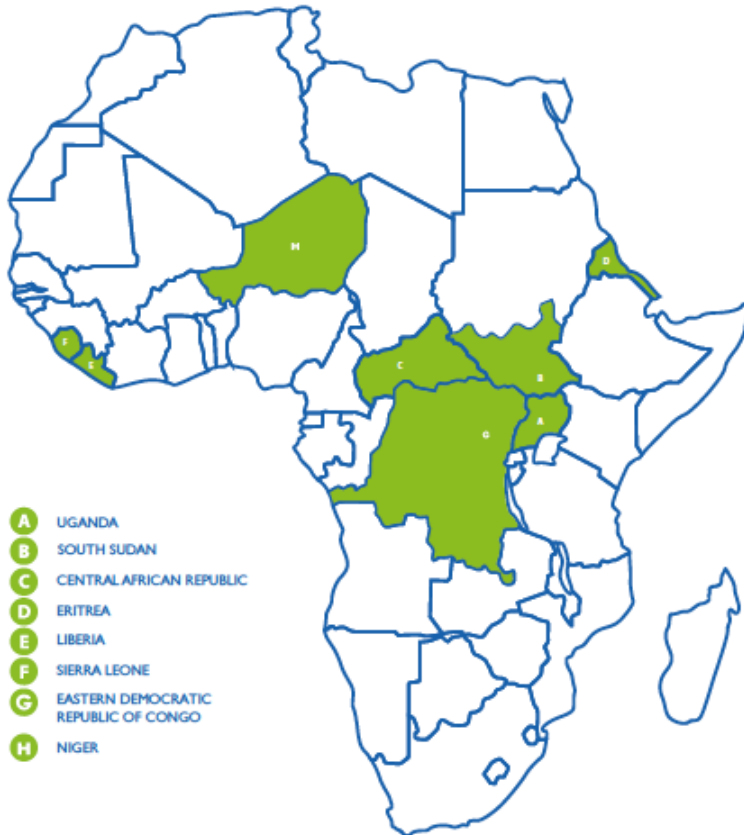 H
D
F
E
C
B
A
G
A UGANDA
B SOUTH SUDAN
C CENTRAL AFRICAN REPUBLIC
D ERITREA
E LIBERIA
F SIERRA LEONE
G EASTERN DEMOCRATIC
REPUBLIC OF CONGO
H NIGER